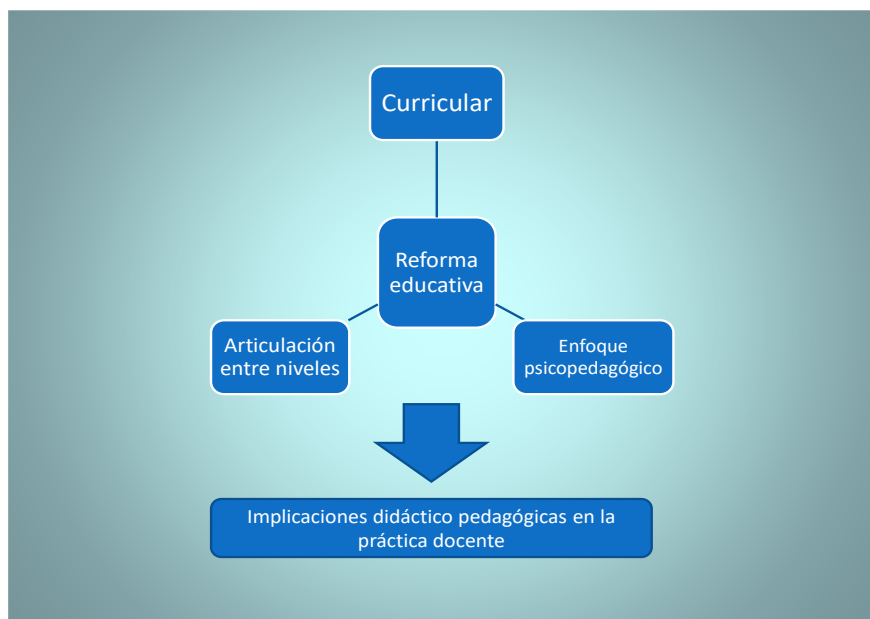 Curricular
Reforma
educativa
Articulación
entre niveles
Enfoque
psicopedagógico
Implicaciones didáctico pedagógicas en la
práctica docente